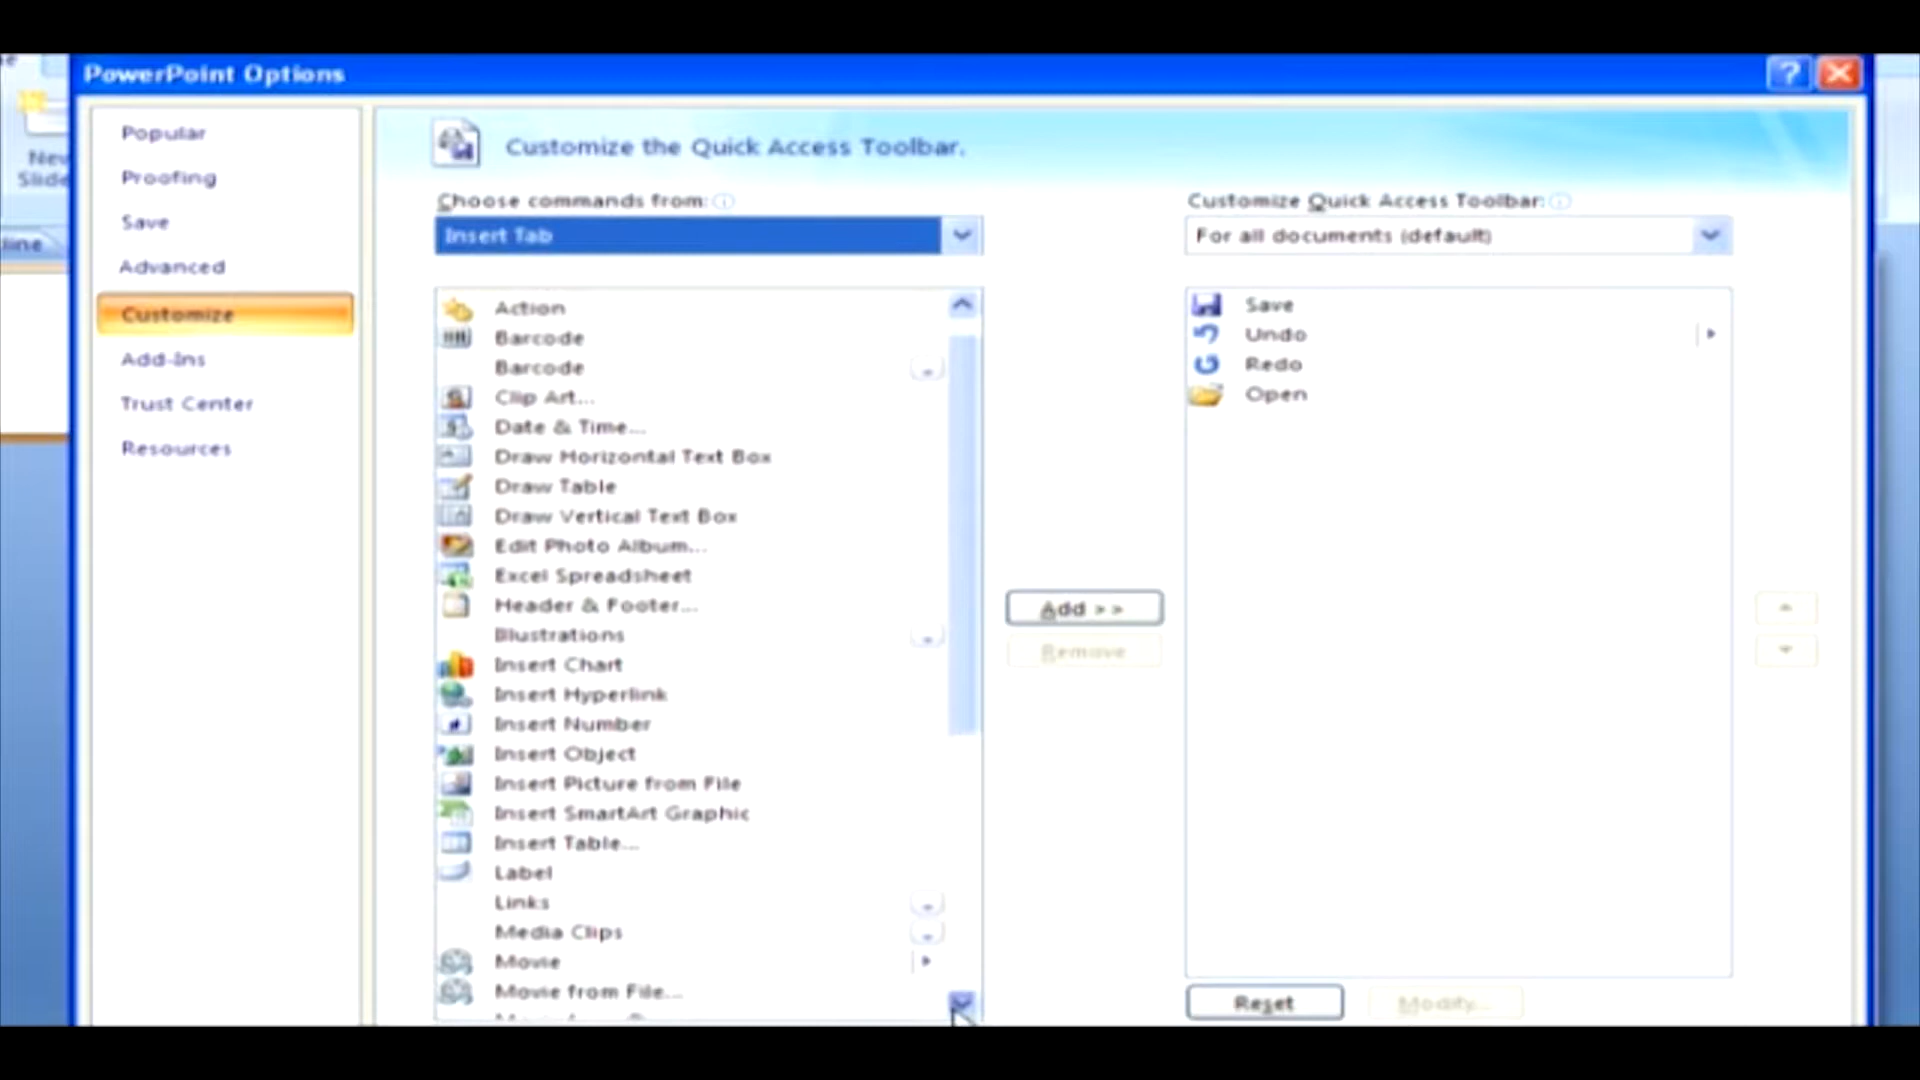 PowerPoint Options
?
New
Slide
line
Popular
Proofing
Save
Advanced
Customize
Add-Ins
Trust Center
Resources
Customize the Quick Access Toolbar.
Choose commands from:
Insert Tab
Action
Barcode
Barcode
Clip Art...
Date & Time...
Draw Horizontal Text Box
Draw Table
Draw Vertical Text Box
Edit Photo Album...
Excel Spreadsheet
Header & Footer...
Illustrations
Insert Chart
Insert Hyperlink
Insert Number
Insert Object
Insert Picture from File
Insert SmartArt Graphic
Insert Table...
Label
Links
Media Clips
Movie
Movie from File...
Add >>
Remove
Customize Quick Access Toolbar:
For all documents (default)
Save
Undo
Redo
Open
Reset
Modify...